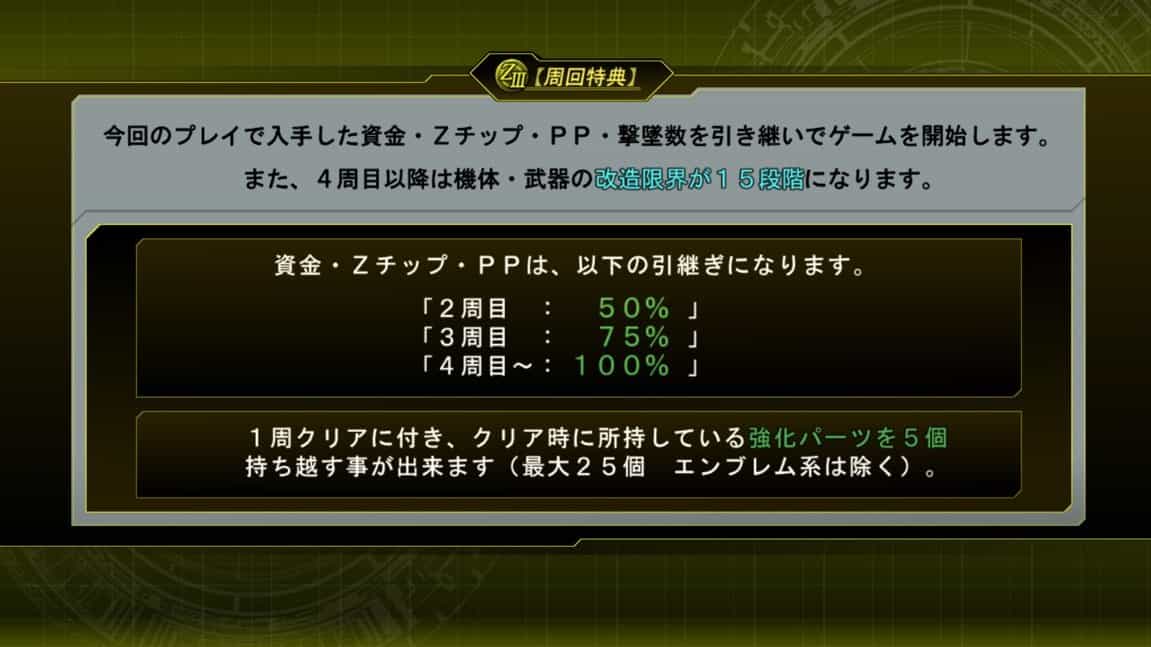 ZⅢ【周回特典】
今回のプレイで入手した資金・Ｚチップ・ＰＰ・撃墜数を引き継いでゲームを開始します。
また、４周目以降は機体・武器の改造限界が１５段階になります。
資金・Ｚチップ・ＰＰは、以下の引継ぎになります。
「２周目　：　５０％ 」
「３周目　：　７５％ 」
「４周目～：１００％ 」
１周クリアに付き、クリア時に所持している強化パーツを５個
持ち越す事が出来ます（最大２５個　エンブレム系は除く）。